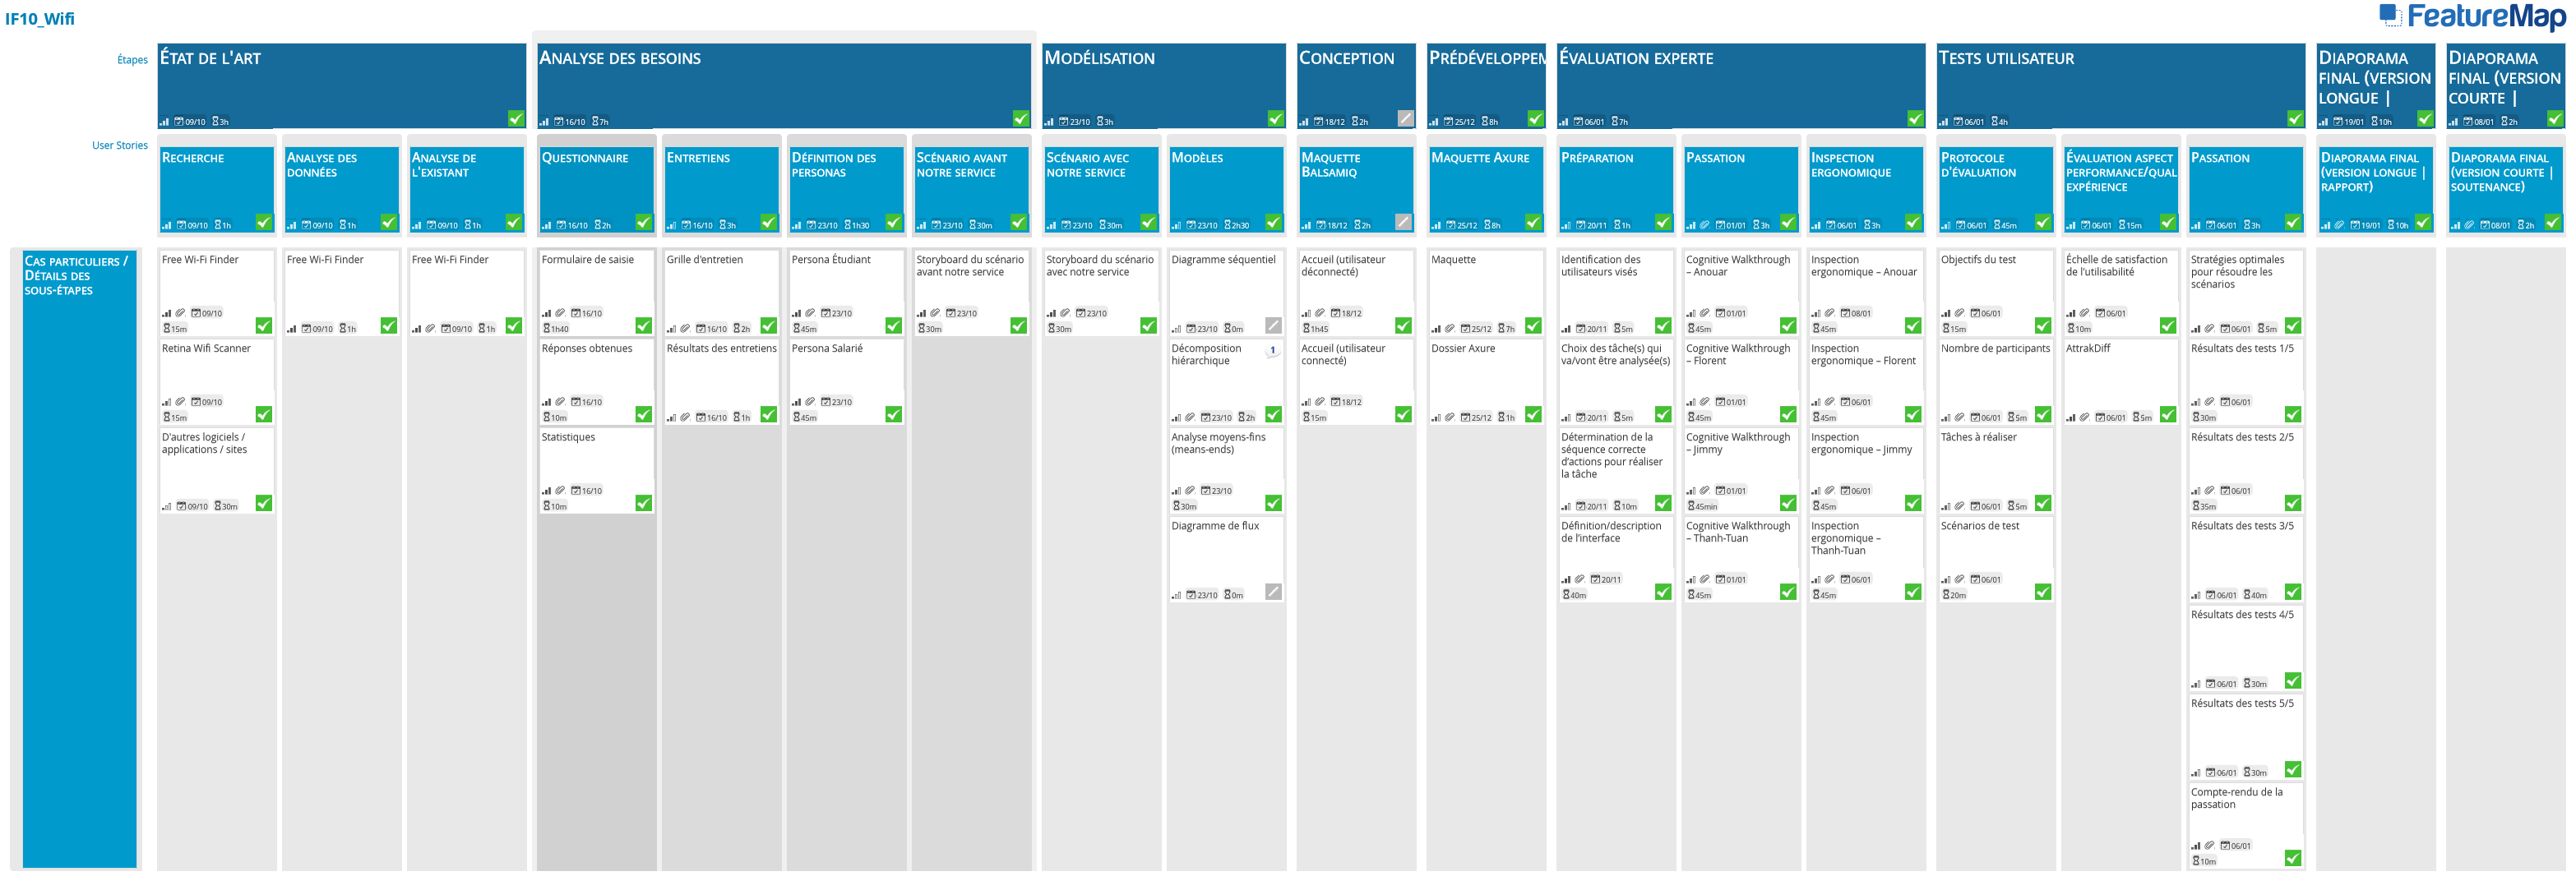 IF10_Wifi
FeatureMap
Étapes
État de l'art
09/10 3h
Analyse des besoins
16/10 7h
Modélisation
23/10 3h
Conception
18/12 2h
Prédéveloppem
25/12 8h
Évaluation experte
06/01 7h
Tests utilisateur
06/01 4h
Diaporama
final (version
longue |
19/01 10h
Diaporama
final (version
courte |
08/01 2h
User Stories
Recherche
09/10 1h
Analyse des
données
09/10 1h
Analyse de
l'existant
09/10 1h
Questionnaire
16/10 2h
Entretiens
16/10 3h
Définition des
personas
23/10 1h30
Scénario avant
notre service
23/10 30m
Scénario avec
notre service
23/10 30m
Modèles
23/10 2h30
Maquette
Balsamiq
18/12 2h
Maquette Axure
25/12 8h
Préparation
20/11 1h
Passation
01/01 3h
Inspection
ergonomique
06/01 3h
Protocole
d'évaluation
06/01 45m
Évaluation aspect
performance/qual
expérience
06/01 15m
Passation
06/01 3h
Diaporama final
(version longue |
rapport)
19/01 10h
Diaporama final
(version courte |
soutenance)
08/01 2h
Cas particuliers /
Détails des
sous-étapes
Free Wi-Fi Finder
09/10
15m
Retina Wifi Scanner
09/10
15m
D'autres logiciels /
applications / sites
09/10 30m
Free Wi-Fi Finder
09/10 1h
Free Wi-Fi Finder
09/10 1h
Formulaire de saisie
16/10
1h40
Réponses obtenues
16/10
10m
Statistiques
16/10
10m
Grille d'entretien
16/10 2h
Résultats des entretiens
16/10 1h
Persona Étudiant
23/10
45m
Persona Salarié
23/10
45m
Storyboard du scénario
avant notre service
23/10
30m
Storyboard du scénario
avec notre service
23/10
30m
Diagramme séquentiel
23/10 0m
Décomposition
hiérarchique
1
23/10 2h
Analyse moyens-fins
(means-ends)
23/10
30m
Diagramme de flux
23/10 0m
Accueil (utilisateur
déconnecté)
18/12
1h45
Accueil (utilisateur
connecté)
18/12
15m
Maquette
25/12 7h
Dossier Axure
25/12 1h
Identification des
utilisateurs visés
20/11 5m
Choix des tâche(s) qui
va/vont être analysée(s)
20/11 5m
Détermination de la
séquence correcte
d'actions pour réaliser
la tâche
20/11 10m
Définition/description
de l'interface
20/11
40m
Cognitive Walkthrough
– Anouar
01/01
45m
Cognitive Walkthrough
– Florent
01/01
45m
Cognitive Walkthrough
– Jimmy
01/01
45min
Cognitive Walkthrough
– Thanh-Tuan
01/01
45m
Inspection
ergonomique – Anouar
08/01
45m
Inspection
ergonomique – Florent
06/01
45m
Inspection
ergonomique – Jimmy
06/01
45m
Inspection
ergonomique –
Thanh-Tuan
06/01
45m
Objectifs du test
06/01
15m
Nombre de participants
06/01 5m
Tâches à réaliser
06/01 5m
Scénarios de test
06/01
20m
Échelle de satisfaction
de l'utilisabilité
06/01
10m
AttrakDiff
06/01 5m
Stratégies optimales
pour résoudre les
scénarios
06/01 5m
Résultats des tests 1/5
06/01
30m
Résultats des tests 2/5
06/01
35m
Résultats des tests 3/5
06/01 40m
Résultats des tests 4/5
06/01 30m
Résultats des tests 5/5
06/01 30m
Compte-rendu de la
passation
06/01
10m